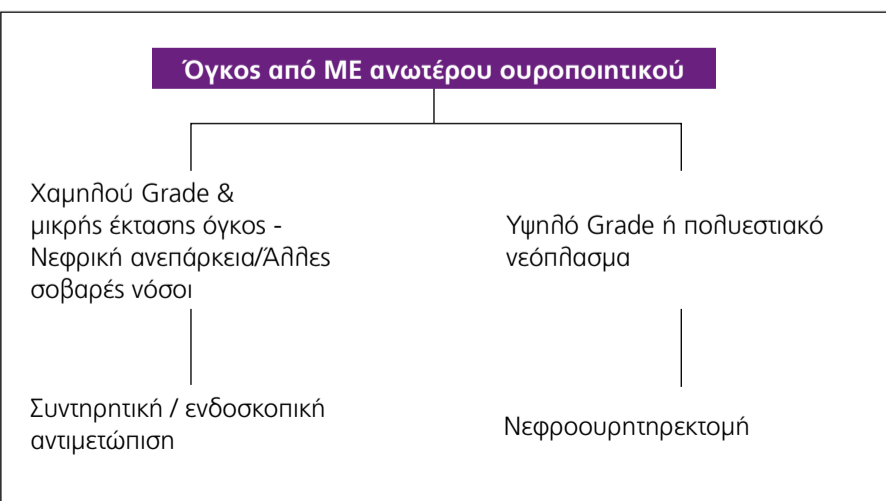 Όγκος από ΜΕ ανωτέρου ουροποιητικού
Χαμηλού Grade &
μικρής έκτασης όγκος -
Νεφρική ανεπάρκεια/Άλλες
σοβαρές νόσοι
Υψηλό Grade ή πολυεστιακό
νεόπλασμα
Συντηρητική / ενδοσκοπική
αντιμετώπιση
Νεφροουρητηρεκτομή